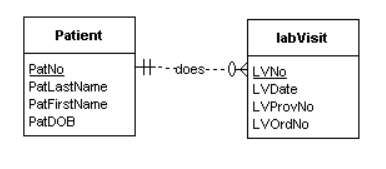 Patient
PatNo
PatLastName
PatFirstName
PatDOB
does
labVisit
LVNo
LVDate
LVProvNo
LVOrdNo